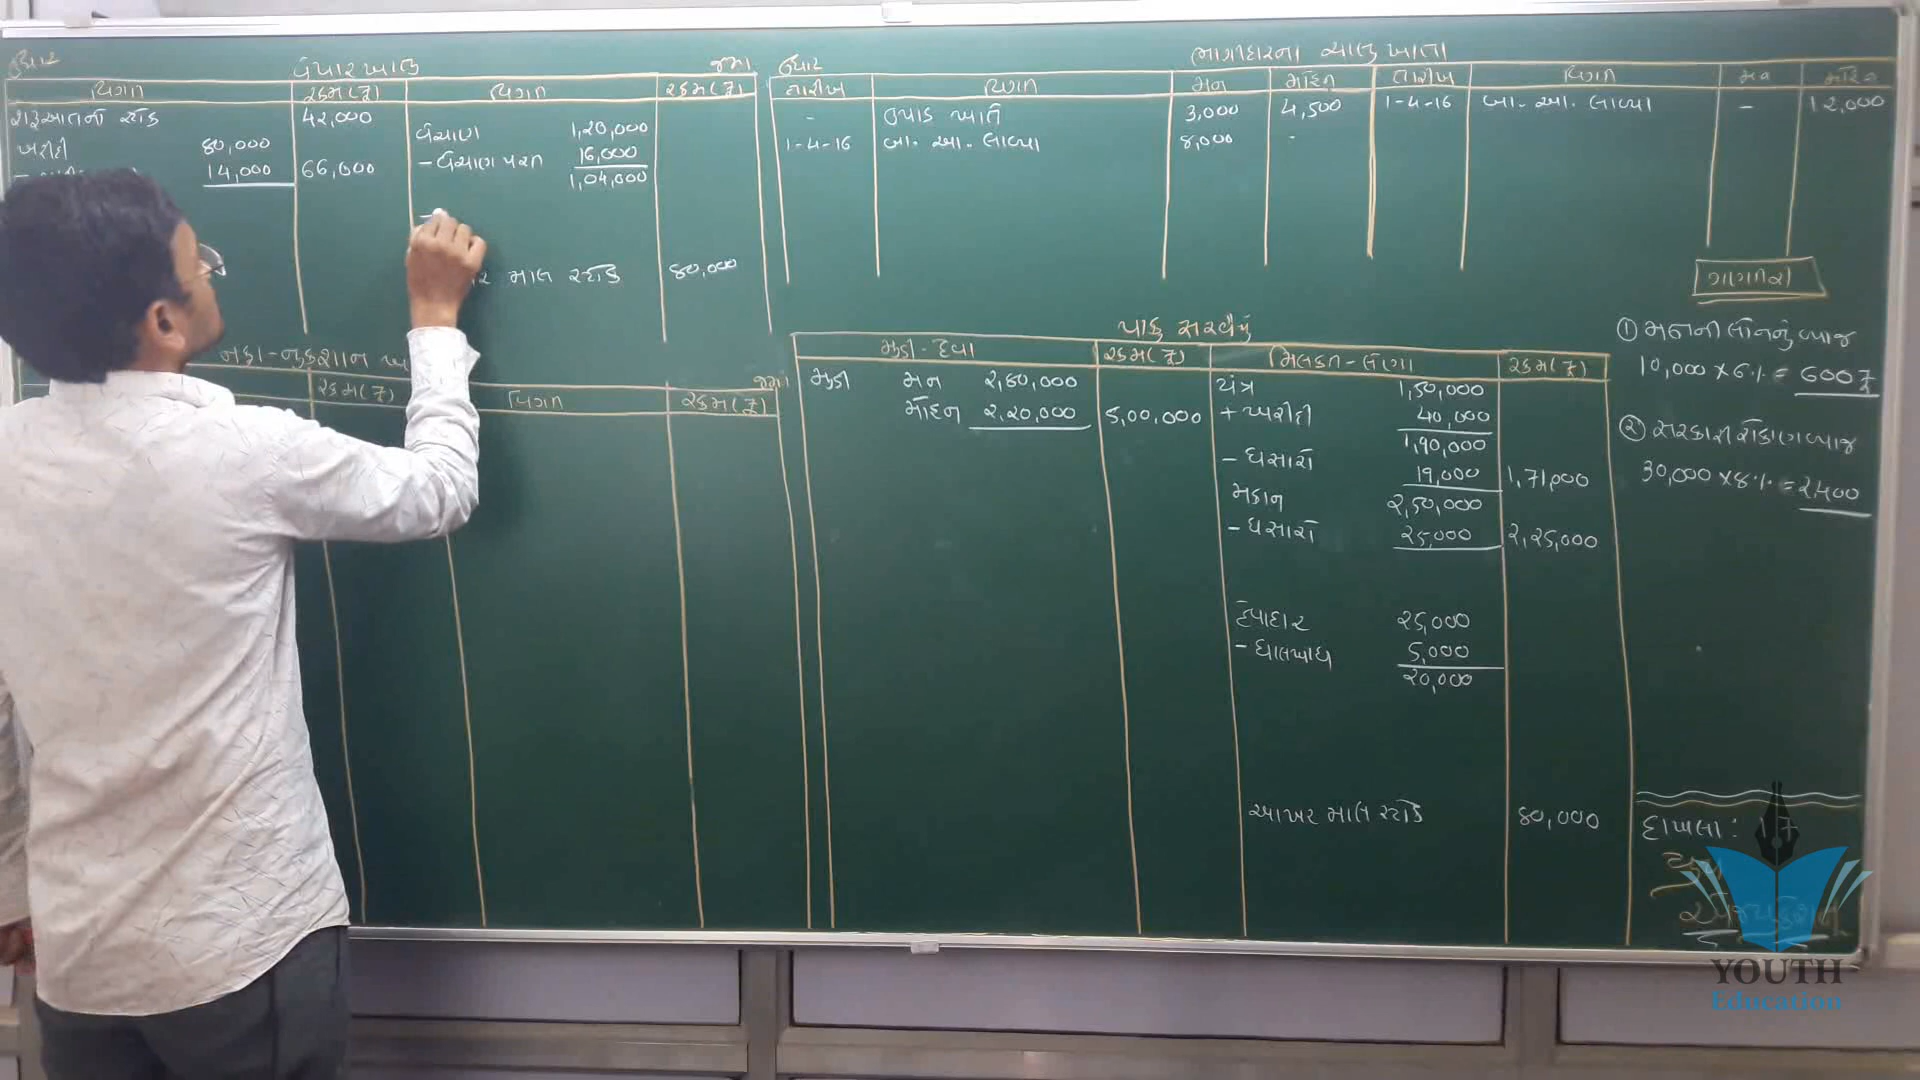 ઉધાર વેપાર ખાતુ જમા
વિગત રકમ(રૂ) વિગત રકમ(રૂ)
શરૂઆતનો સ્ટોક 42,000
વેચાણ 1,20,000
ખરીદી 80,000
- વેચાણ પરત 16,000
14,000 66,000
1,04,000
માલ સ્ટોક 80,000
નફા-નુકશાન
જમા
રકમ(રૂ) વિગત રકમ(રૂ)
ઉધાર ભાગીદારના ચાલુ ખાતા
તારીખ વિગત મન માર્ટિન તારીખ વિગત મન માર્ટિન
- ઉપાડ ખાતે 3,000 4,500 1-4-16 બા. આ. લાવ્યા - 12,000
1-4-16 બા. આ. લાવ્યા 8,000 -
પાકુ સરવૈયું
મૂડી-દેવા રકમ(રૂ) મિલકત-લેણા રકમ(રૂ)
મૂડી મન 2,80,000 યંત્ર 1,50,000
2,20,000 5,00,000 + ખરીદી 40,000
1,90,000
- ઘસારો 19,000 1,71,000
મકાન 2,50,000
- ઘસારો 25,000 2,25,000
દેવાદાર 25,000
- ઘાલખાધ 5,000
20,000
આખર માલ સ્ટોક 80,000
ગણતરી
① મનની લોનનું વ્યાજ
10,000 × 6% = 600 રૂ
② સરકારી રોકાણ વ્યાજ
30,000 × 8% = 2,400
દાખલા : 17
YOUTH
Education